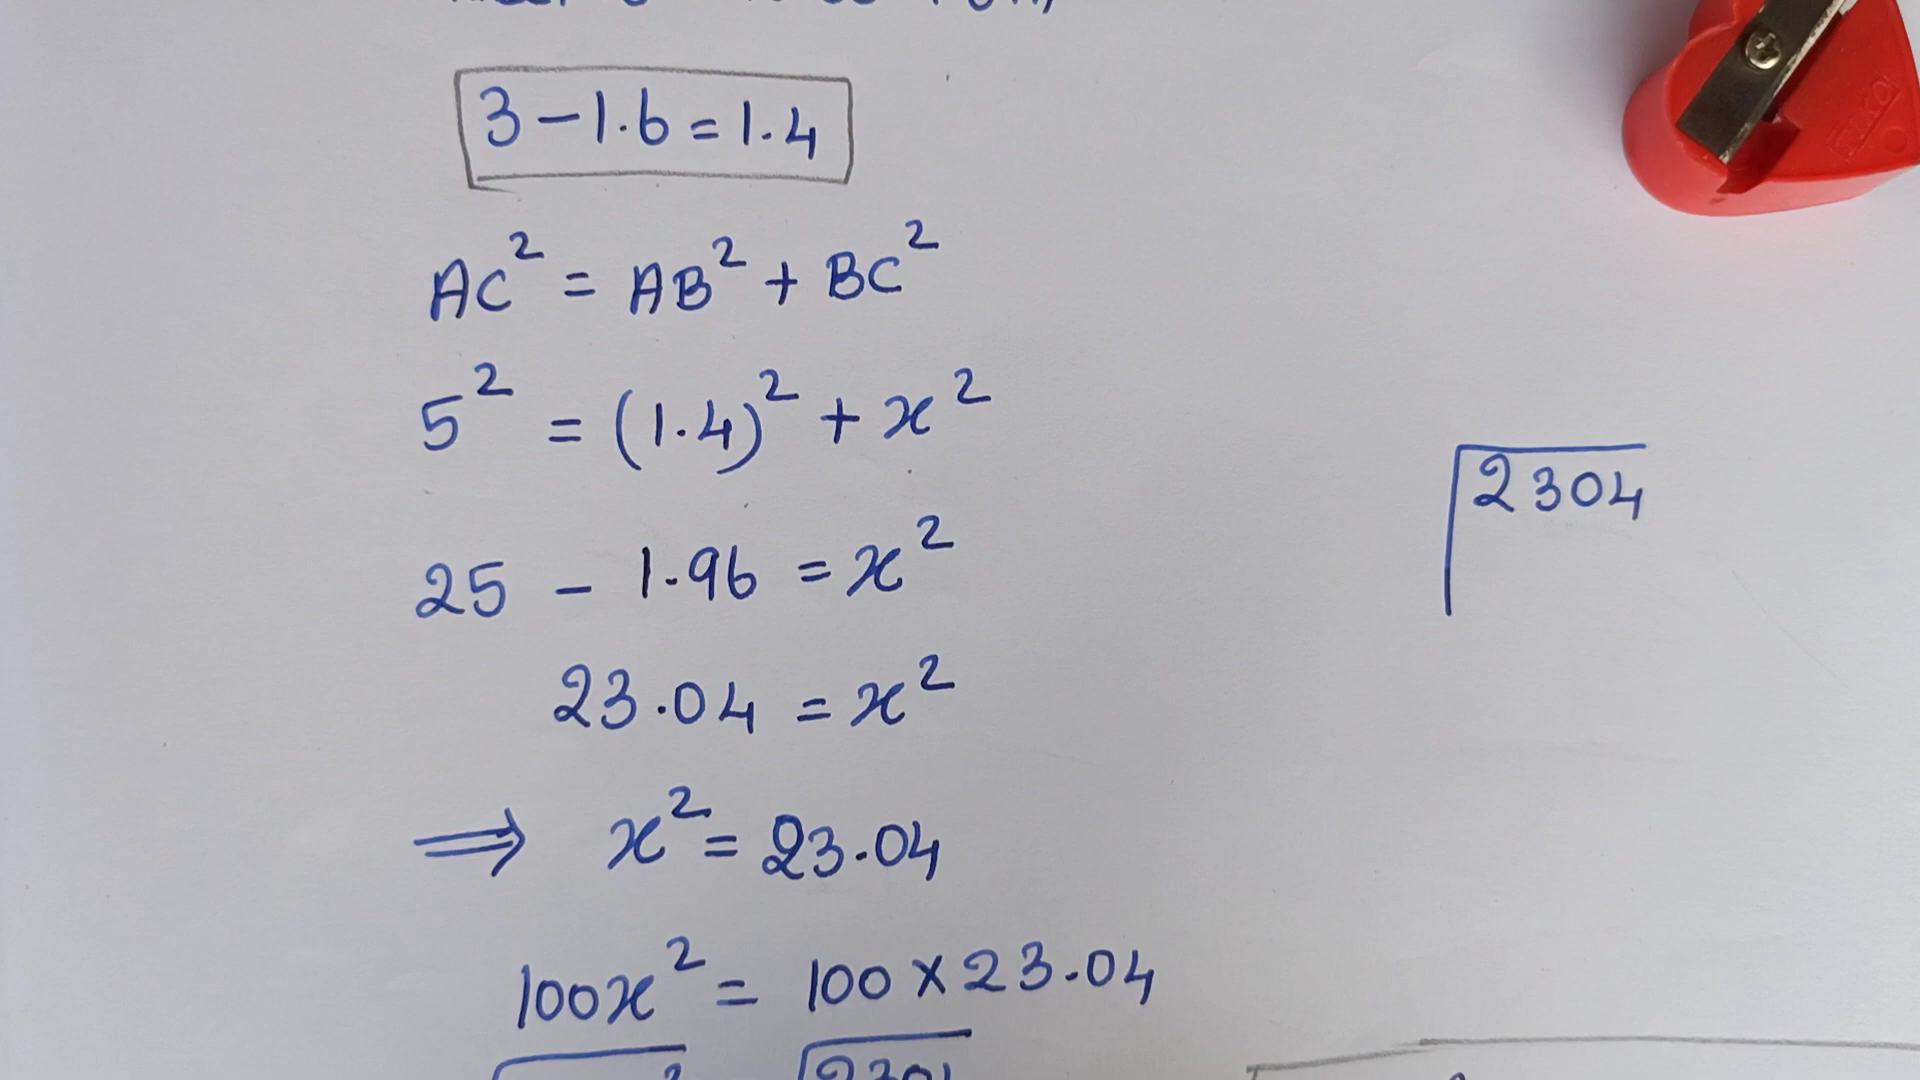 3 - 1.6 = 1.4
AC² = AB² + BC²
5² = (1.4)² + x²
25 - 1.96 = x²
23.04 = x²
⟹ x² = 23.04
100x² = 100 × 23.04
2304